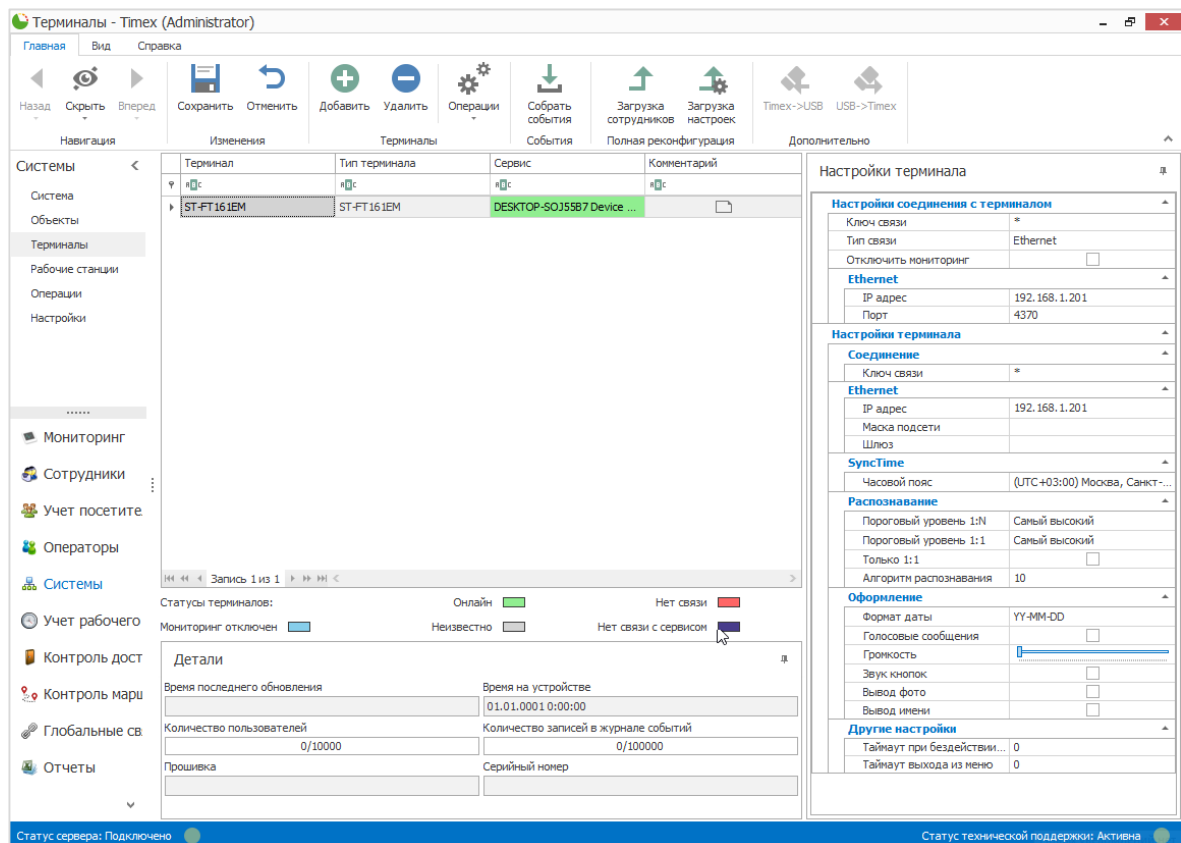 Терминалы - Timex (Administrator)
Главная Вид Справка
Назад Скрыть Вперед Сохранить Отменить Добавить Удалить Операции Собрать события Загрузка сотрудников Загрузка настроек Timex->USB USB->Timex
Навигация Изменения Терминалы События Полная реконфигурация Дополнительно
Системы
Система
Объекты
Терминалы
Рабочие станции
Операции
Настройки
Мониторинг
Сотрудники
Учет посетите
Операторы
Системы
Учет рабочего
Контроль дост
Контроль марш
Глобальные св
Отчеты
Терминал Тип терминала Сервис Комментарий
ST-FT161EM ST-FT161EM DESKTOP-SOJ55B7 Device ...
Запись 1 из 1
Статусы терминалов: Онлайн Нет связи
Мониторинг отключен Неизвестно Нет связи с сервисом
Детали
Время последнего обновления Время на устройстве
01.01.0001 0:00:00
Количество пользователей Количество записей в журнале событий
0/10000 0/100000
Прошивка Серийный номер
Настройки терминала
Настройки соединения с терминалом
Ключ связи *
Тип связи Ethernet
Отключить мониторинг
Ethernet
IP адрес 192.168.1.201
Порт 4370
Настройки терминала
Соединение
Ключ связи *
Ethernet
IP адрес 192.168.1.201
Маска подсети
Шлюз
SyncTime
Часовой пояс (UTC+03:00) Москва, Санкт-...
Распознавание
Пороговый уровень 1:N Самый высокий
Пороговый уровень 1:1 Самый высокий
Только 1:1
Алгоритм распознавания 10
Оформление
Формат даты YY-MM-DD
Голосовые сообщения
Громкость
Звук кнопок
Вывод фото
Вывод имени
Другие настройки
Таймаут при бездействии... 0
Таймаут выхода из меню 0
Статус сервера: Подключено Статус технической поддержки: Активна